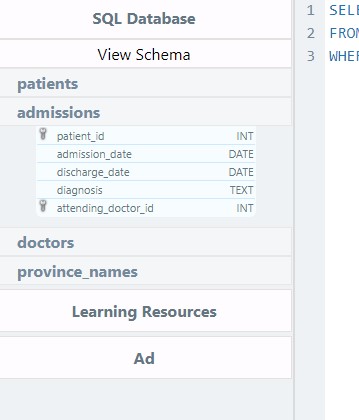 SQL Database
View Schema
patients
admissions
patient_id INT
admission_date DATE
discharge_date DATE
diagnosis TEXT
attending_doctor_id INT
doctors
province_names
Learning Resources
Ad
1 SELE
2 FROM
3 WHER